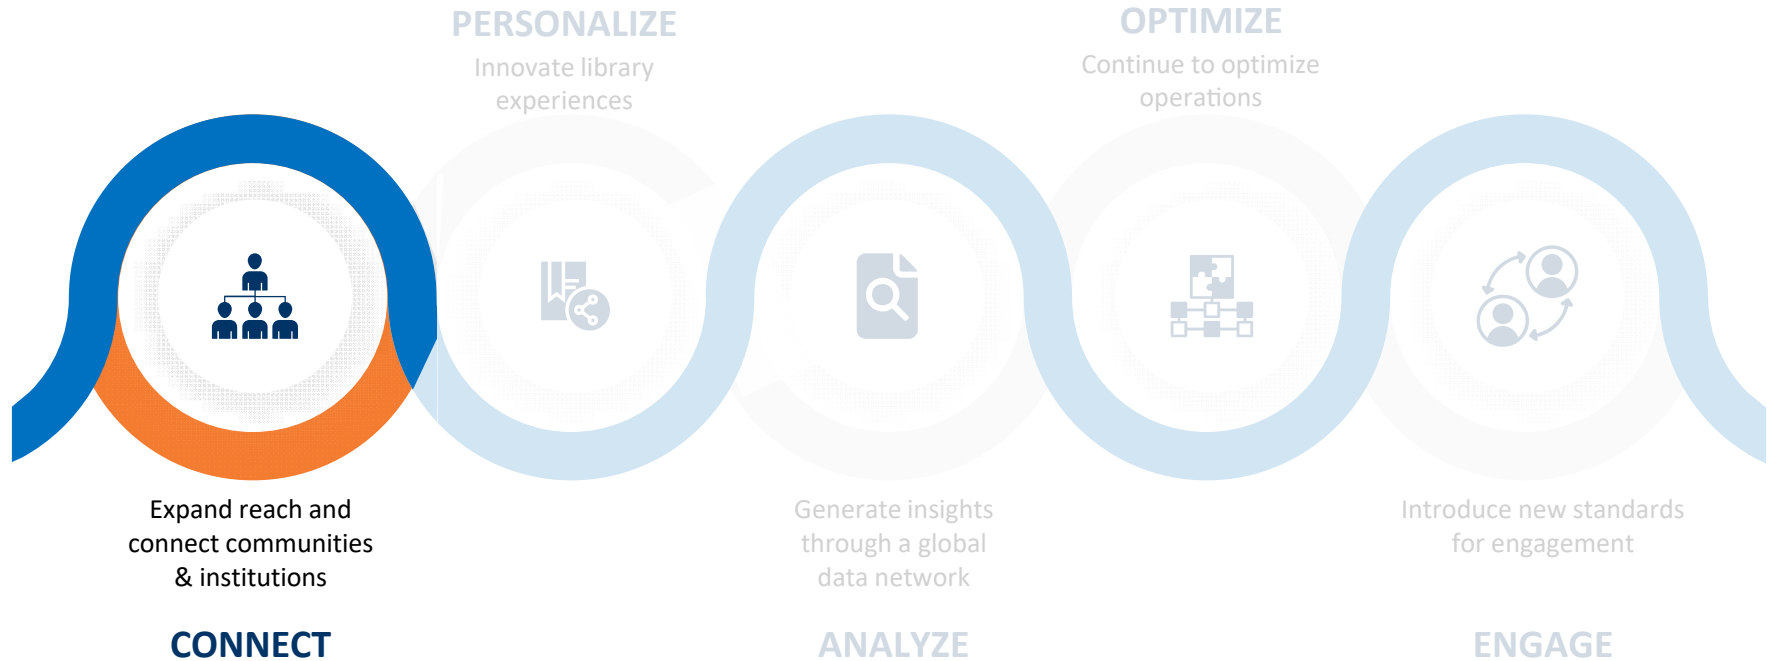 PERSONALIZE
Innovate library
experiences
OPTIMIZE
Continue to optimize
operations
Expand reach and
connect communities
& institutions
CONNECT
Generate insights
through a global
data network
ANALYZE
Introduce new standards
for engagement
ENGAGE